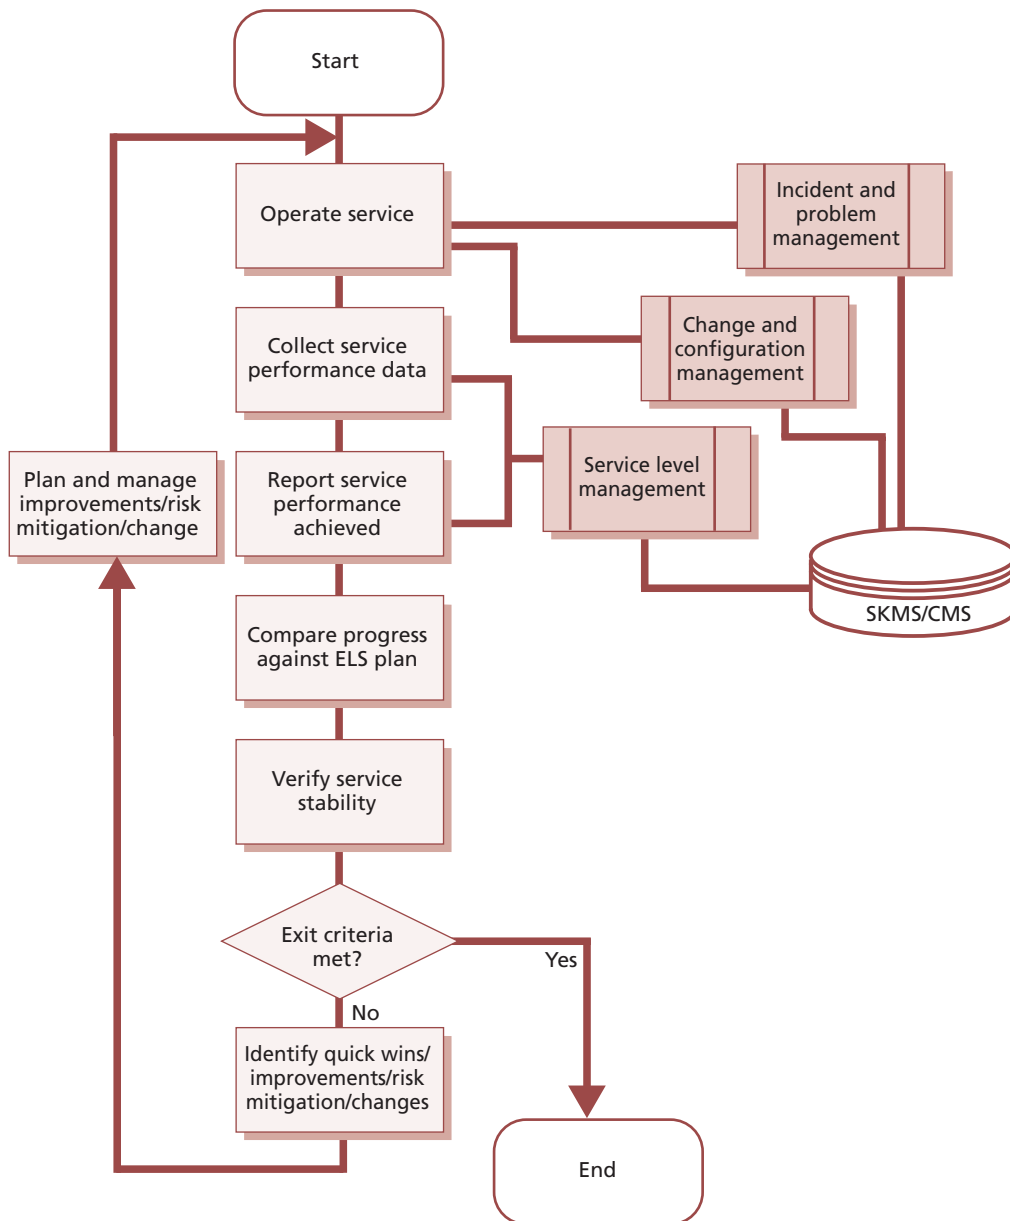 Start
Operate service
Incident and
problem
management
Collect service
performance data
Change and
configuration
management
Plan and manage
improvements/risk
mitigation/change
Report service
performance
achieved
Service level
management
SKMS/CMS
Compare progress
against ELS plan
Verify service
stability
Exit criteria
met?
Yes
No
Identify quick wins/
improvements/risk
mitigation/changes
End